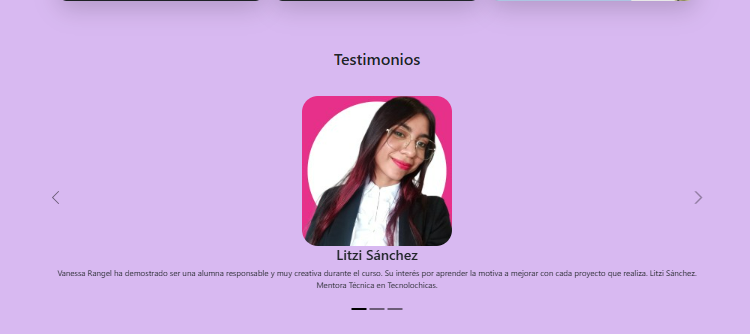 Testimonios
Litzi Sánchez
Vanessa Rangel ha demostrado ser una alumna responsable y muy creativa durante el curso. Su interés por aprender la motiva a mejorar con cada proyecto que realiza. Litzi Sánchez.
Mentora Técnica en Tecnolochicas.